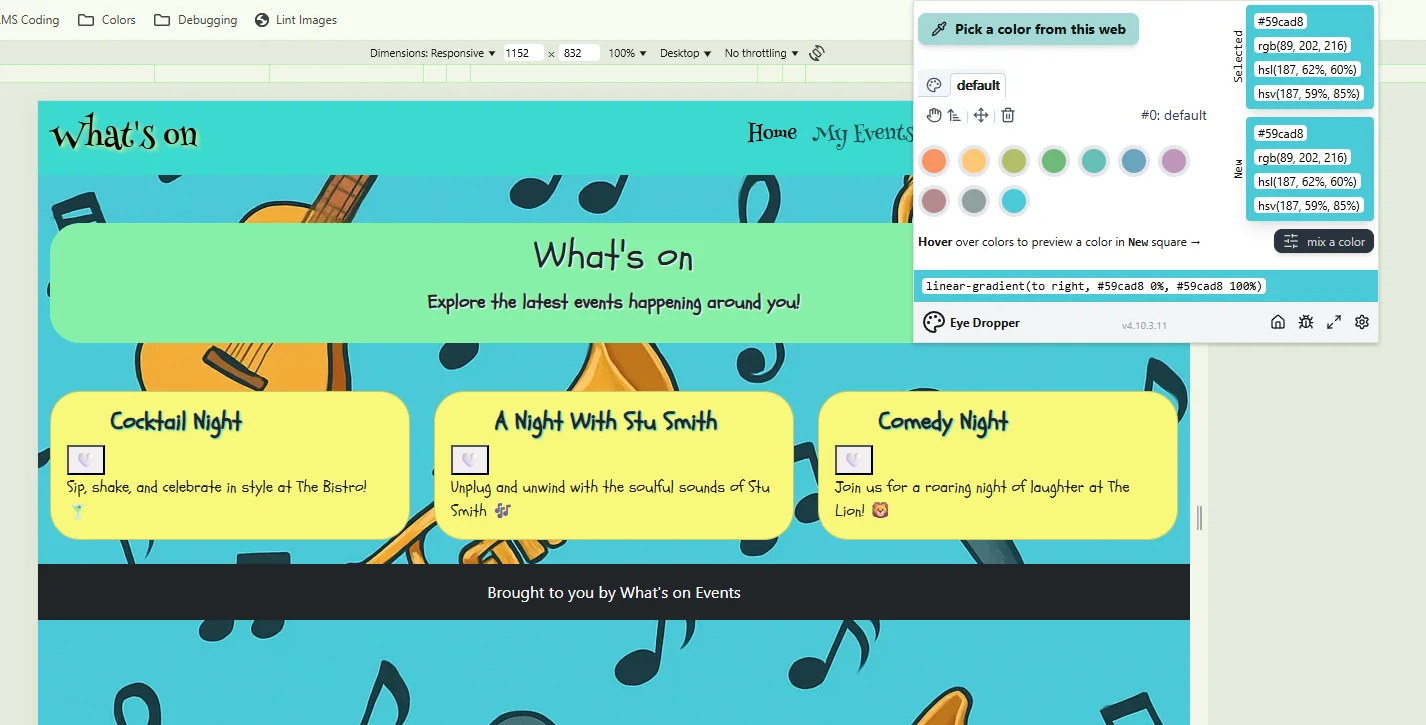 MS Coding Colors Debugging Lint Images
Dimensions: Responsive ▼ 1152 × 832 100% ▼ Desktop ▼ No throttling ▼
What's on
Home My Events
What's on
Explore the latest events happening around you!
Cocktail Night
Sip, shake, and celebrate in style at The Bistro!
🍸
A Night With Stu Smith
Unplug and unwind with the soulful sounds of Stu
Smith 🎶
Comedy Night
Join us for a roaring night of laughter at The
Lion! 🦁
Brought to you by What's on Events
Pick a color from this web
default
#0: default
Selected
#59cad8
rgb(89, 202, 216)
hsl(187, 62%, 60%)
hsv(187, 59%, 85%)
New
#59cad8
rgb(89, 202, 216)
hsl(187, 62%, 60%)
hsv(187, 59%, 85%)
Hover over colors to preview a color in New square →
mix a color
linear-gradient(to right, #59cad8 0%, #59cad8 100%)
Eye Dropper
v4.10.3.11